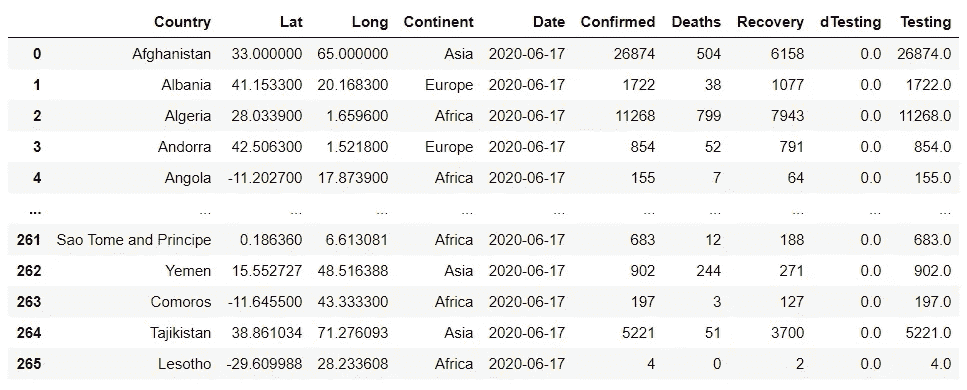 Country Lat Long Continent Date Confirmed Deaths Recovery dTesting Testing
0 Afghanistan 33.000000 65.000000 Asia 2020-06-17 26874 504 6158 0.0 26874.0
1 Albania 41.153300 20.168300 Europe 2020-06-17 1722 38 1077 0.0 1722.0
2 Algeria 28.033900 1.659600 Africa 2020-06-17 11268 799 7943 0.0 11268.0
3 Andorra 42.506300 1.521800 Europe 2020-06-17 854 52 791 0.0 854.0
4 Angola -11.202700 17.873900 Africa 2020-06-17 155 7 64 0.0 155.0
... ... ... ... ... ... ... ... ... ... ...
261 Sao Tome and Principe 0.186360 6.613081 Africa 2020-06-17 683 12 188 0.0 683.0
262 Yemen 15.552727 48.516388 Asia 2020-06-17 902 244 271 0.0 902.0
263 Comoros -11.645500 43.333300 Africa 2020-06-17 197 3 127 0.0 197.0
264 Tajikistan 38.861034 71.276093 Asia 2020-06-17 5221 51 3700 0.0 5221.0
265 Lesotho -29.609988 28.233608 Africa 2020-06-17 4 0 2 0.0 4.0